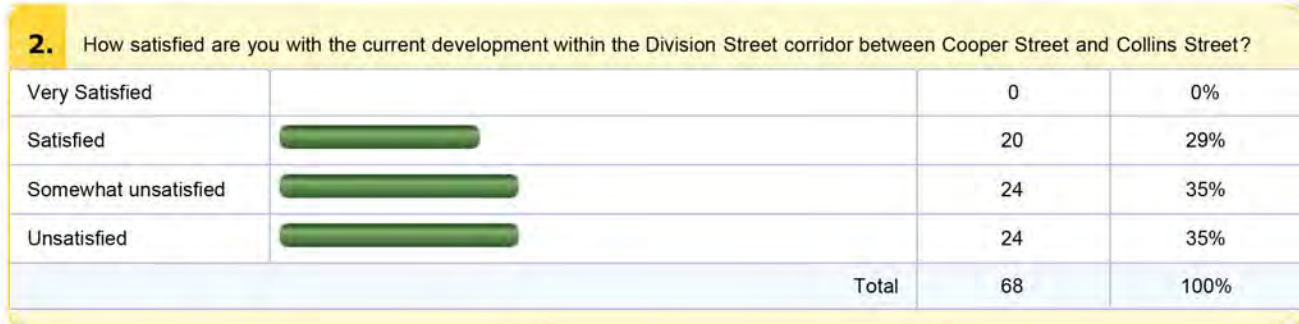 2. How satisfied are you with the current development within the Division Street corridor between Cooper Street and Collins Street?
Very Satisfied 0 0%
Satisfied 20 29%
Somewhat unsatisfied 24 35%
Unsatisfied 24 35%
Total 68 100%